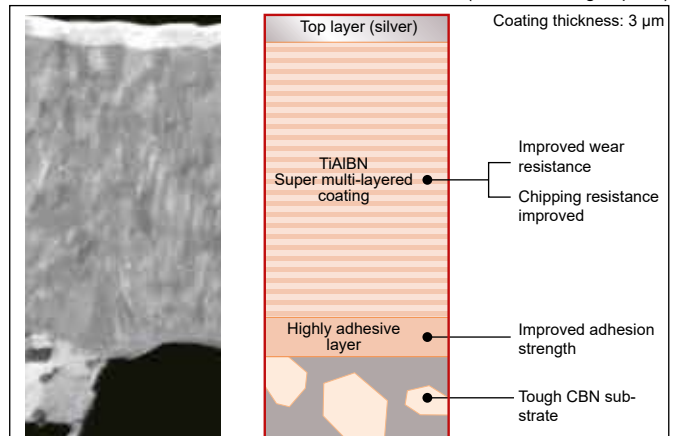 Top layer (silver)
Coating thickness: 3 µm
TiAlBN
Super multi-layered
coating
Improved wear
resistance
Chipping resistance
improved
Highly adhesive
layer
Improved adhesion
strength
Tough CBN sub-
strate